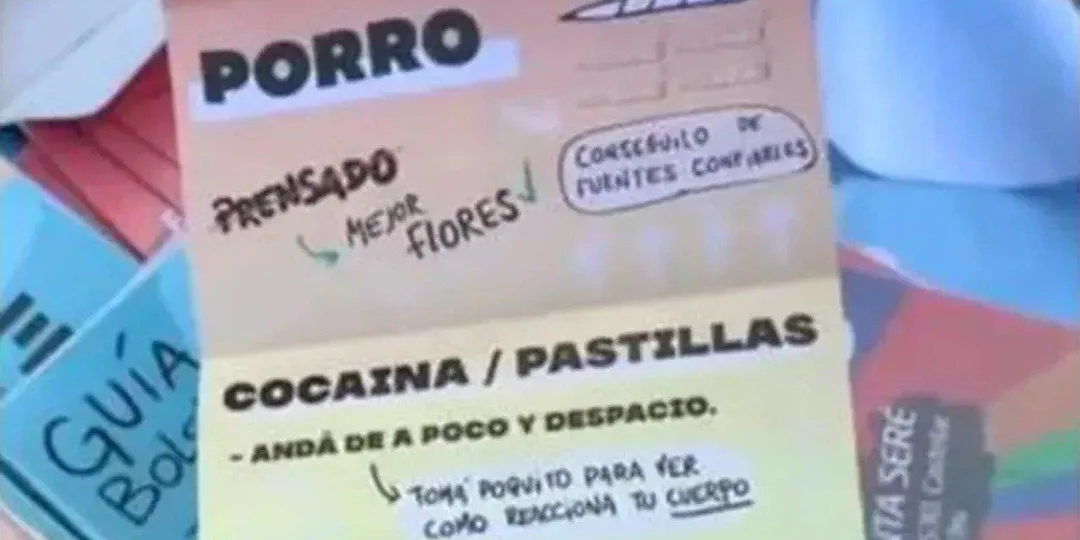 PORRO
PRENSADO
MEJOR
FLORES
CONSEGUILO DE
FUENTES CONFIABLES
COCAINA / PASTILLAS
- ANDÁ DE A POCO Y DESPACIO.
TOMÁ POQUITO PARA VER
COMO REACCIONA TU CUERPO
GUÍA